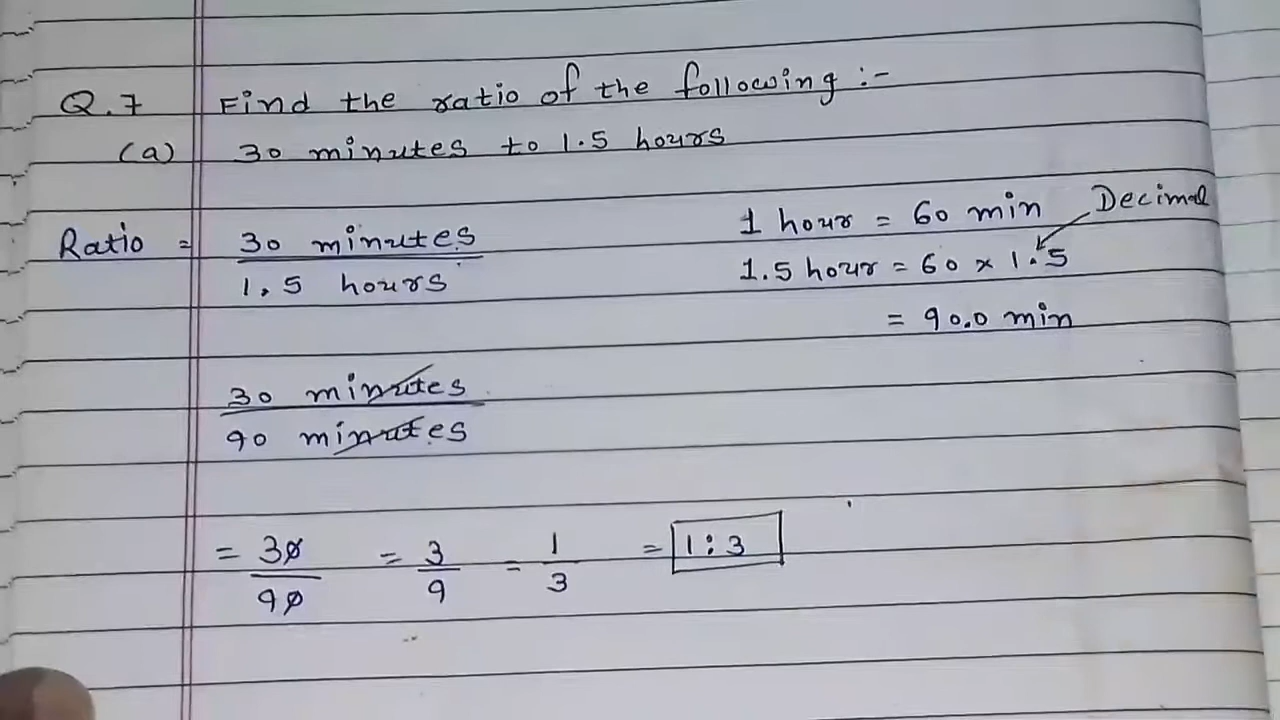 Q.7 Find the ratio of the following :-
(a) 30 minutes to 1.5 hours
Ratio = 30 minutes / 1.5 hours
1 hour = 60 min
Decimal
1.5 hour = 60 x 1.5
= 90.0 min
30 minutes
90 minutes
= 30/90 = 3/9 = 1/3 = 1:3